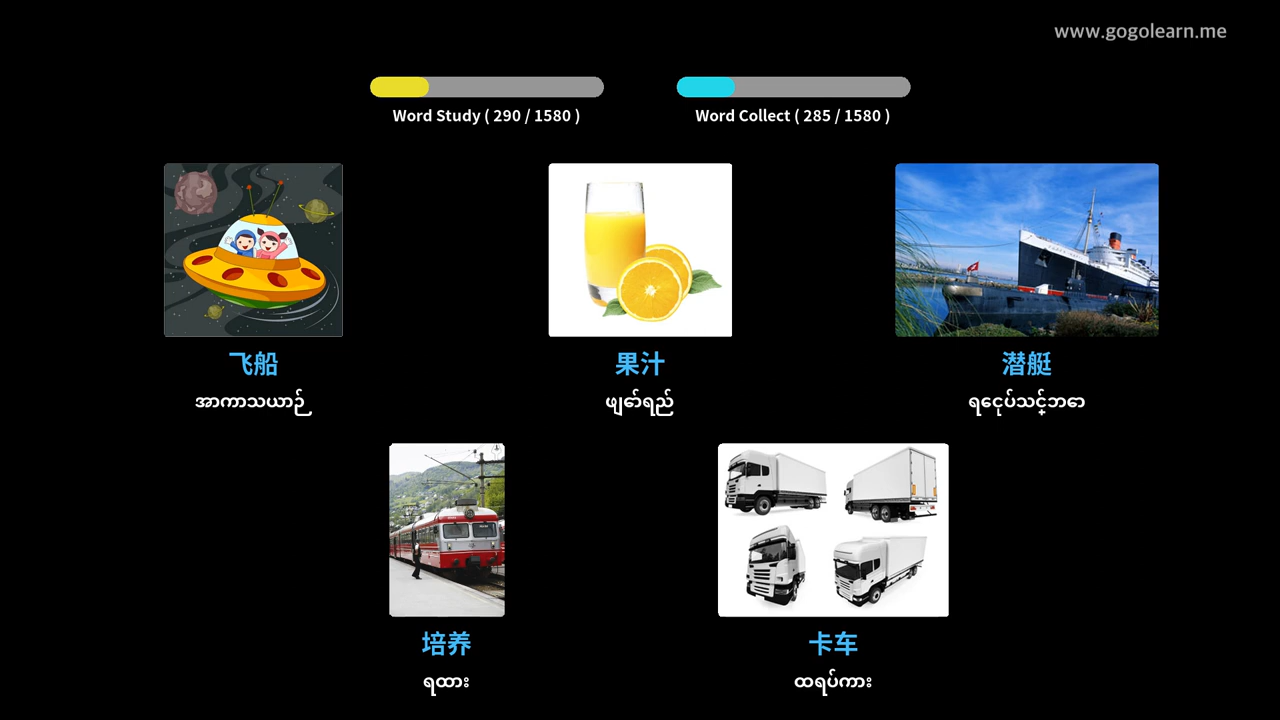 www.gogolearn.me
Word Study ( 290 / 1580 )
Word Collect ( 285 / 1580 )
飞船
အာကာသယာဉ်
果汁
ဖျော်ရည်
潜艇
ရငေုပ်သင်္ဘော
培养
ရထား
卡车
ထရပ်ကား